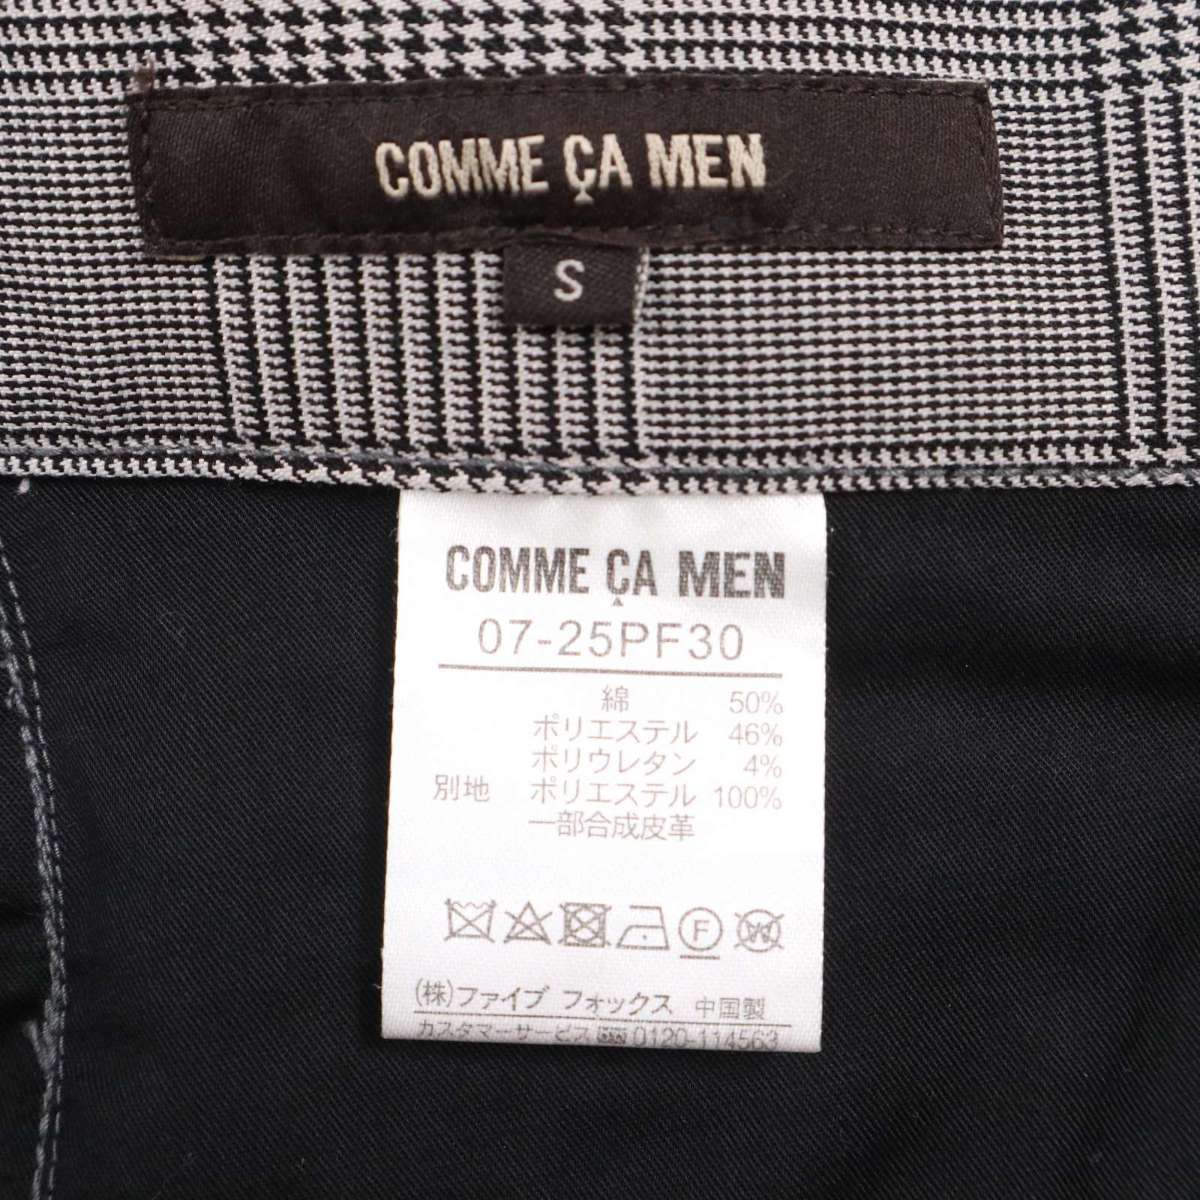 COMME ÇA MEN
S
COMME ÇA MEN
07-25PF30
綿 50%
ポリエステル 46%
ポリウレタン 4%
別地 ポリエステル 100%
一部合成皮革
F W
(株)ファイブ フォックス 中国製
カスタマーサービス 0120-114563